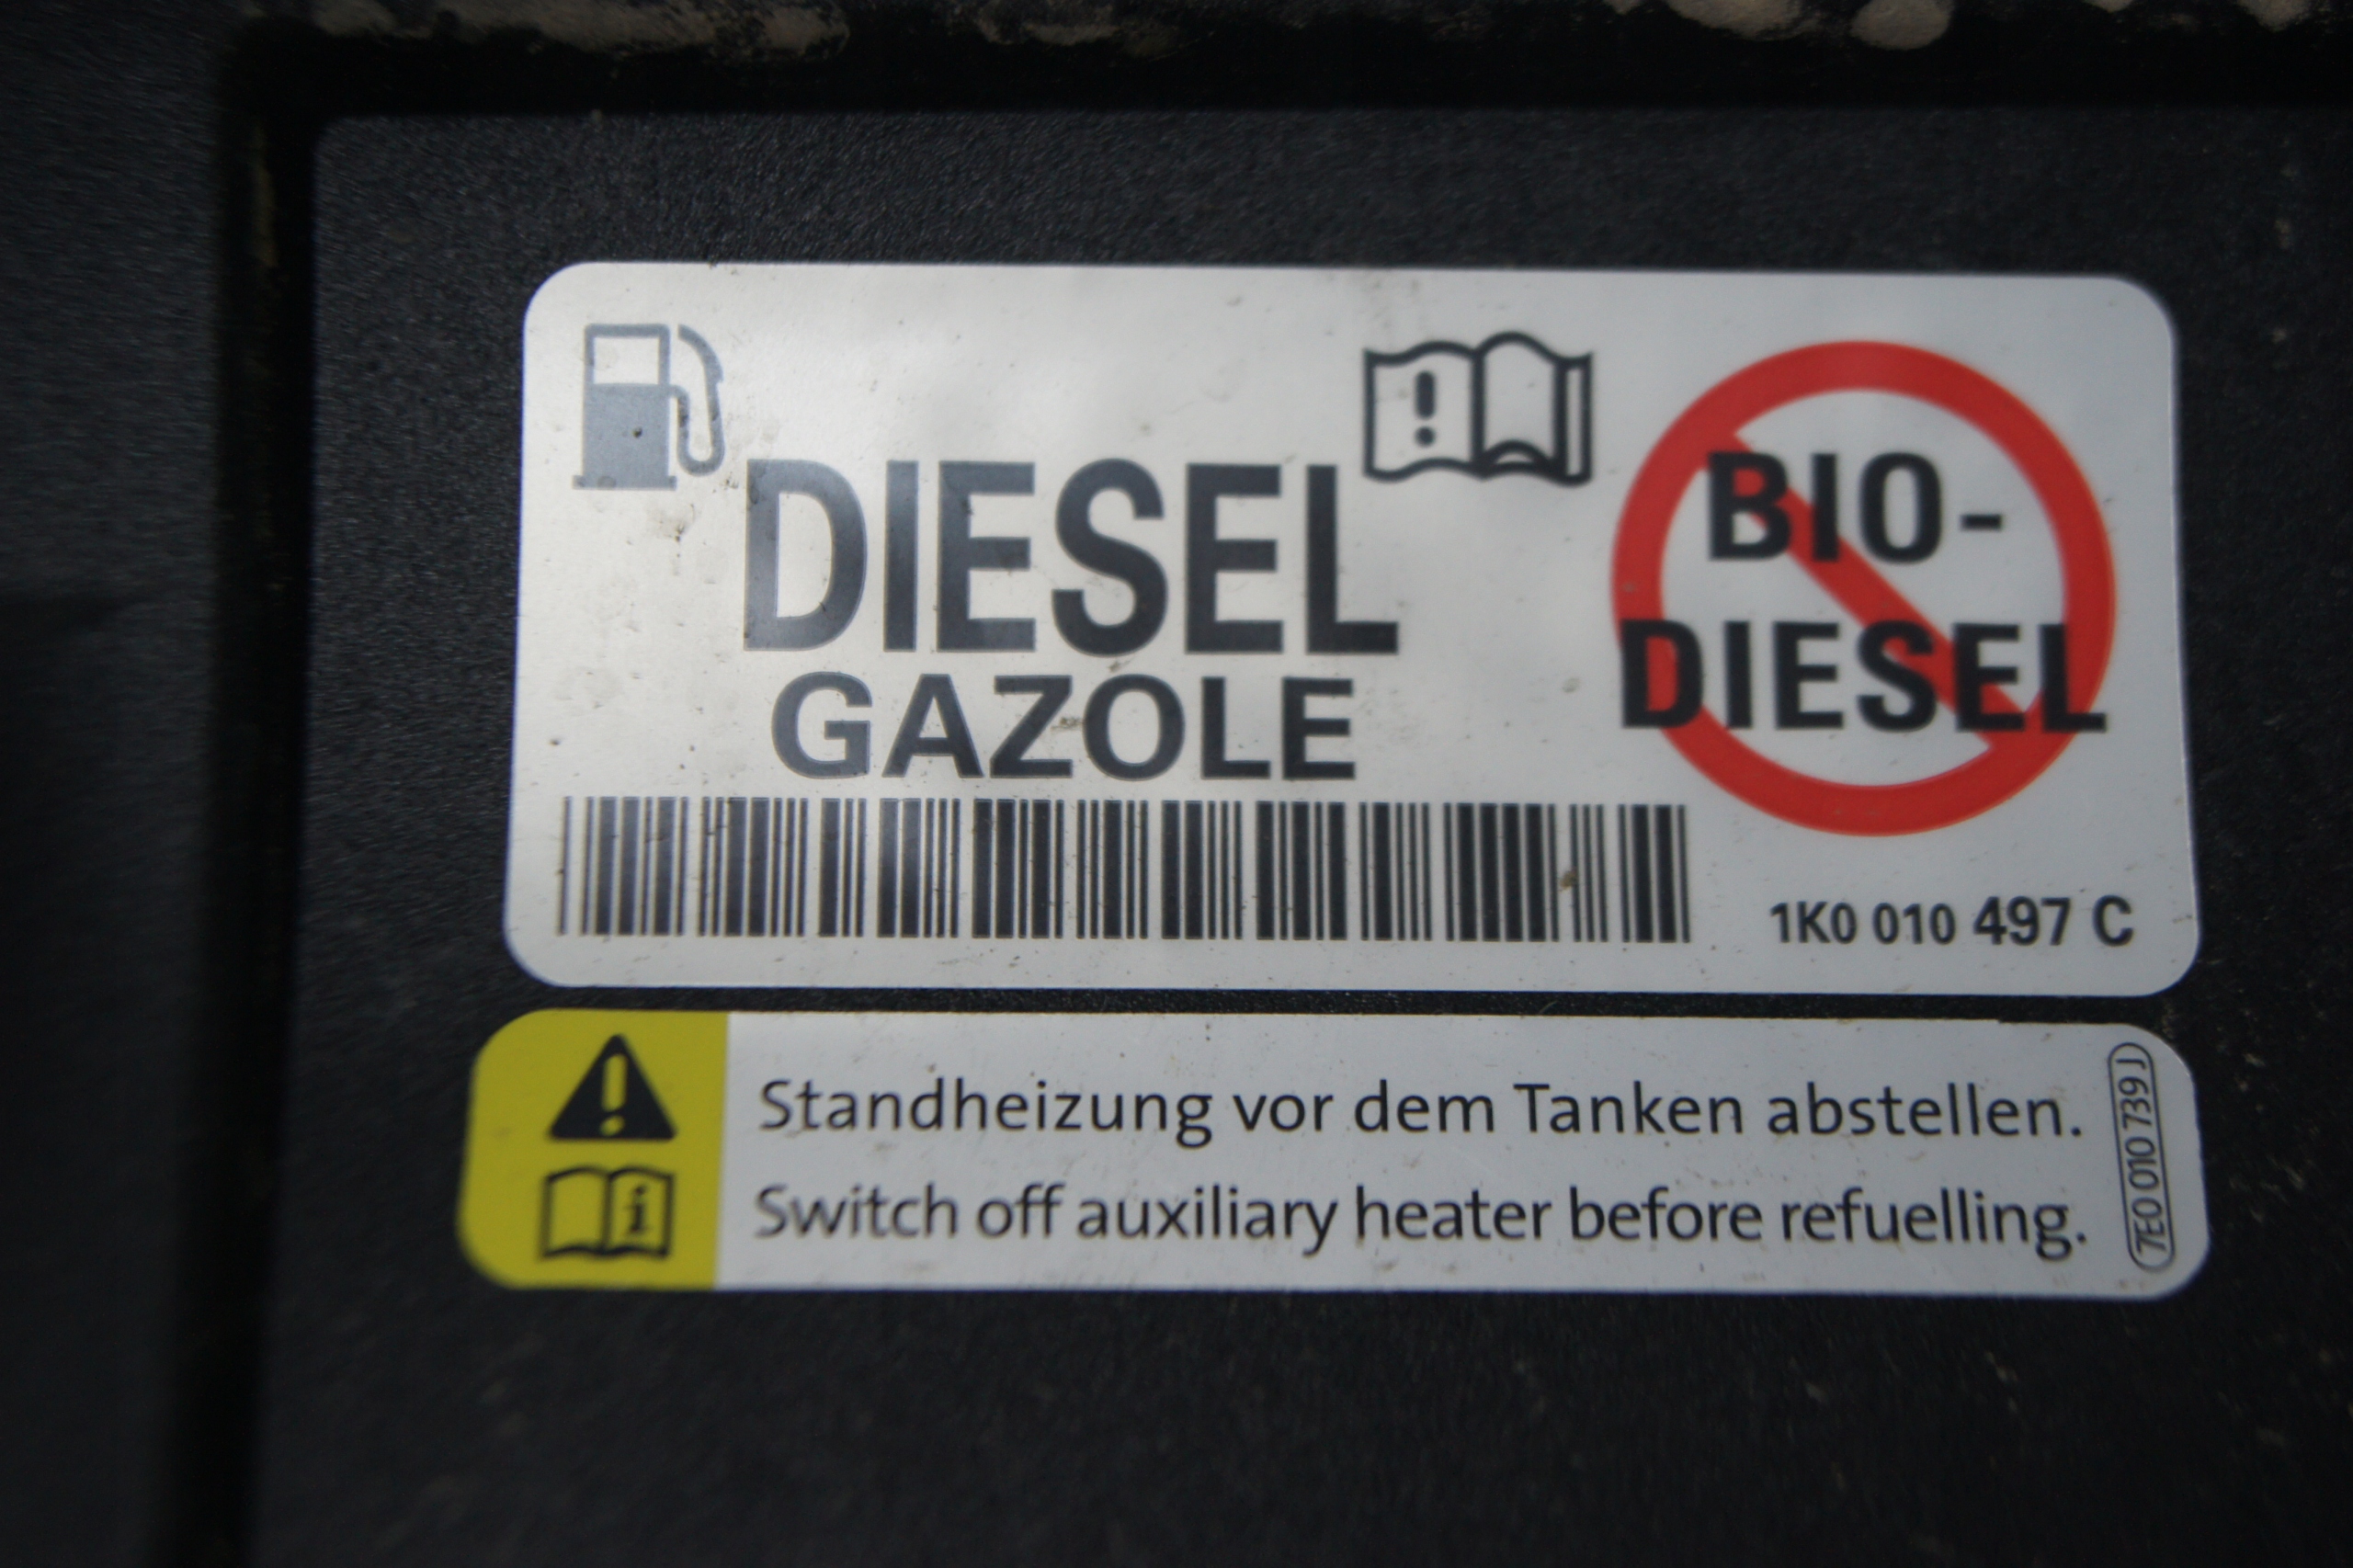 DIESEL
GAZOLE
BIO-
DIESEL
1K0 010 497 C
Standheizung vor dem Tanken abstellen.
Switch off auxiliary heater before refuelling.
7E0 010 739 J